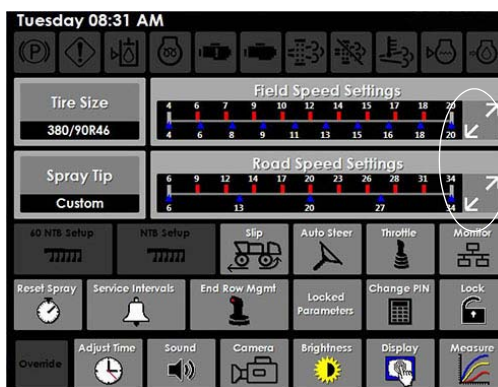 Tuesday 08:31 AM
Field Speed Settings
Tire Size
4 6 7 9 10 12 14 15 17 18 20
380/90R46
4 6 8 9 11 13 15 16 18 20
Road Speed Settings
Spray Tip
6 9 12 14 17 20 23 26 28 31 34
Custom
6 13 20 27 34
60 NTB Setup
NTB Setup
Slip
Auto Steer
Throttle
Monitor
Reset Spray
Service Intervals
End Row Mgmt
Locked
Parameters
Change PIN
Lock
Override
Adjust Time
Sound
Camera
Brightness
Display
Measure